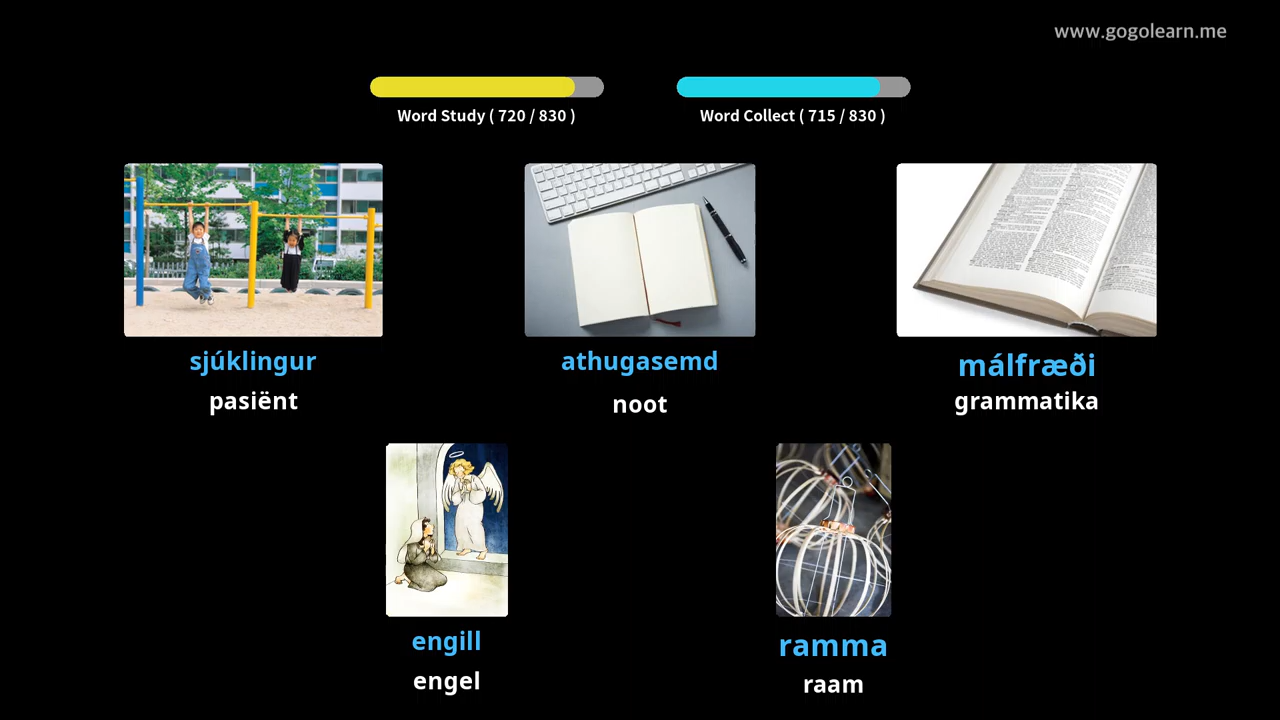 www.gogolearn.me
Word Study ( 720 / 830 )
Word Collect ( 715 / 830 )
sjúklingur
pasiënt
athugasemd
noot
málfræði
grammatika
engill
engel
ramma
raam